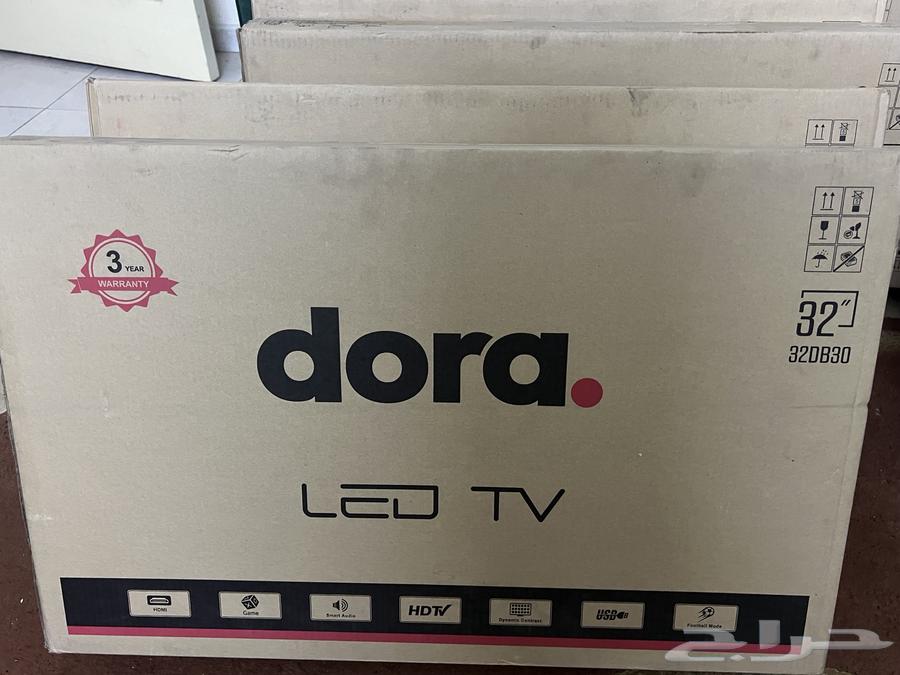 3 YEAR
WARRANTY
dora.
32"
32DB30
LED TV
HDMI
Game
Smart Audio
HDTV
Dynamic Contrast
USB
Football Mode
حراج